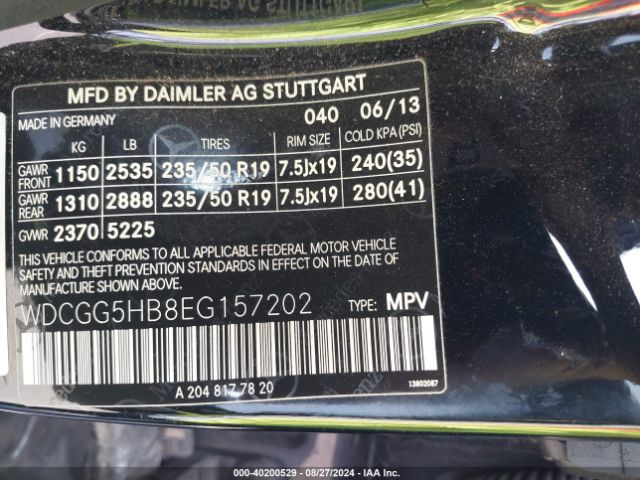 MFD BY DAIMLER AG STUTTGART
MADE IN GERMANY 040 06/13
KG LB TIRES RIM SIZE COLD KPA (PSI)
GAWR FRONT 1150 2535 235/50 R19 7.5Jx19 240(35)
GAWR REAR 1310 2888 235/50 R19 7.5Jx19 280(41)
GVWR 2370 5225
THIS VEHICLE CONFORMS TO ALL APPLICABLE FEDERAL MOTOR VEHICLE
SAFETY AND THEFT PREVENTION STANDARDS IN EFFECT ON THE DATE
OF MANUFACTURE SHOWN ABOVE.
WDCGG5HB8EG157202 TYPE: MPV
A 204 817 78 20
13802087
000-40200529 - 08/27/2024 - IAA Inc.